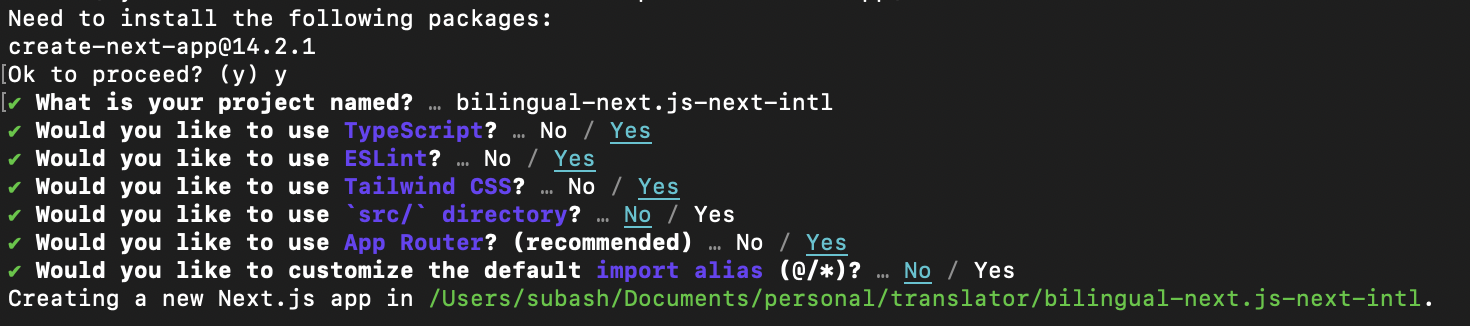 Need to install the following packages:
create-next-app@14.2.1
Ok to proceed? (y) y
✔ What is your project named? … bilingual-next.js-next-intl
✔ Would you like to use TypeScript? … No / Yes
✔ Would you like to use ESLint? … No / Yes
✔ Would you like to use Tailwind CSS? … No / Yes
✔ Would you like to use `src/` directory? … No / Yes
✔ Would you like to use App Router? (recommended) … No / Yes
✔ Would you like to customize the default import alias (@/*)? … No / Yes
Creating a new Next.js app in /Users/subash/Documents/personal/translator/bilingual-next.js-next-intl.